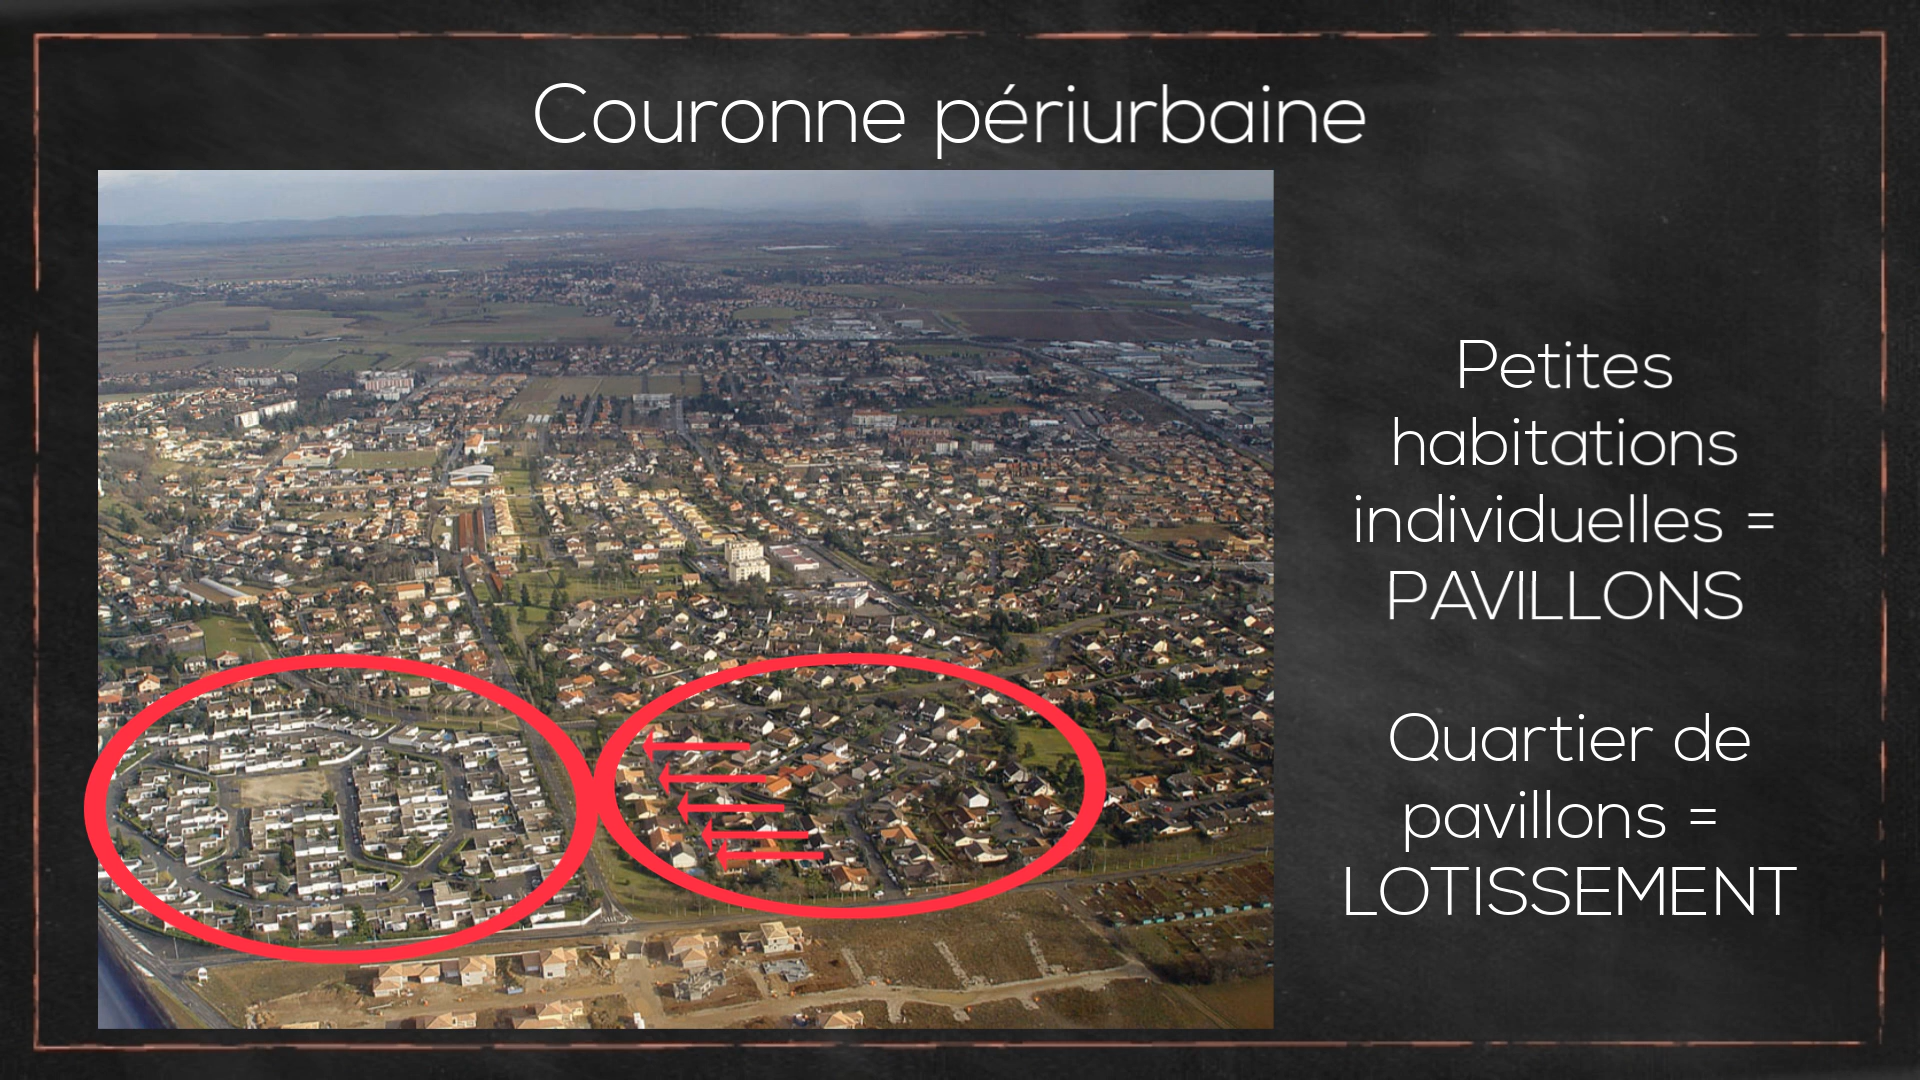 Couronne périurbaine
Petites
habitations
individuelles =
PAVILLONS
Quartier de
pavillons =
LOTISSEMENT